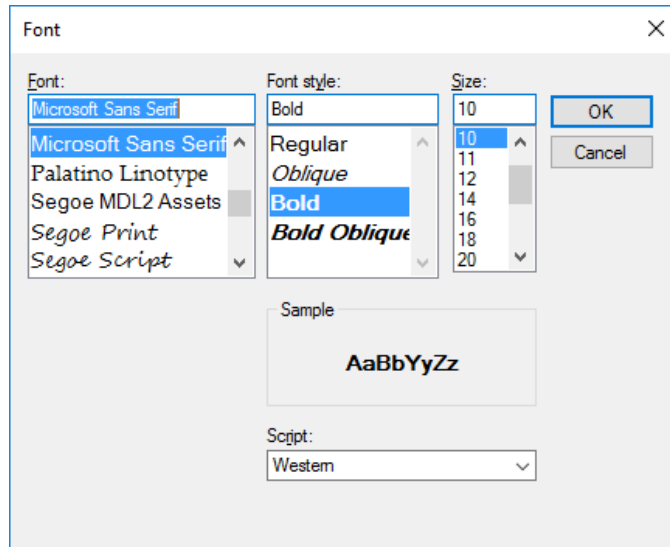 Font
Font:
Microsoft Sans Serif
Microsoft Sans Serif
Palatino Linotype
Segoe MDL2 Assets
Segoe Print
Segoe Script
Font style:
Bold
Regular
Oblique
Bold
Bold Oblique
Size:
10
10
11
12
14
16
18
20
OK
Cancel
Sample
AaBbYyZz
Script:
Western